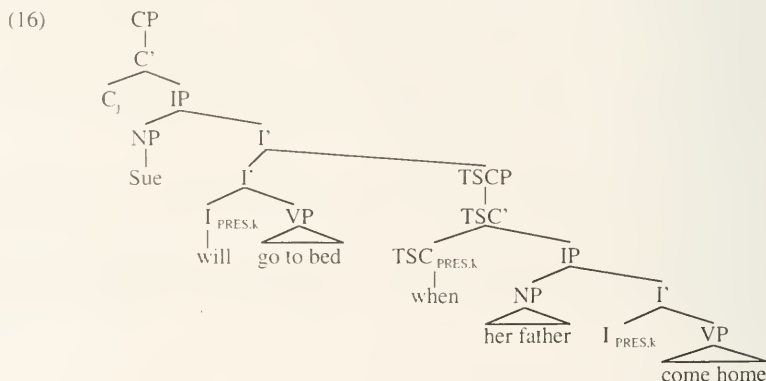 (16) CP
C'
C j IP
NP I'
Sue I' TSCP
I PRES.k VP TSC'
will go to bed TSC PRES.k IP
when NP I'
her father I PRES.k VP
come home